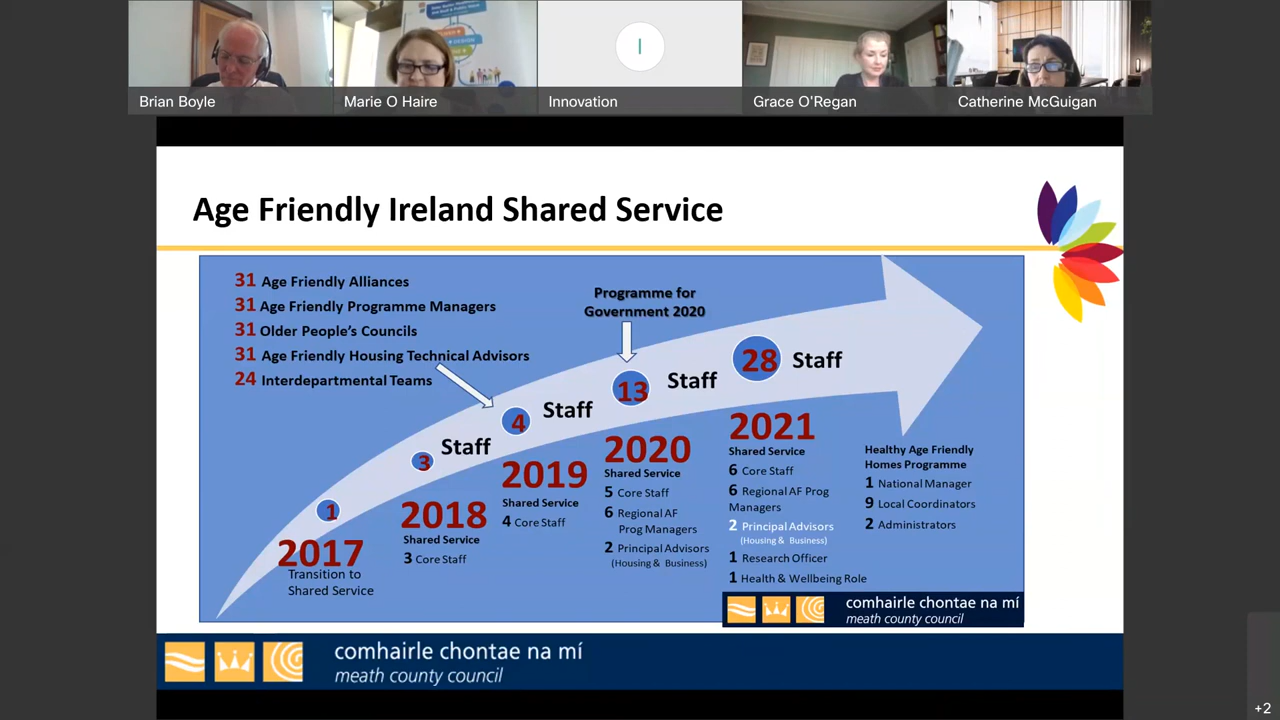 Brian Boyle
Marie O Haire
I
Innovation
Grace O'Regan
Catherine McGuigan
Age Friendly Ireland Shared Service
31 Age Friendly Alliances
31 Age Friendly Programme Managers
31 Older People's Councils
31 Age Friendly Housing Technical Advisors
24 Interdepartmental Teams
Programme for
Government 2020
1
2017
Transition to
Shared Service
3 Staff
2018
Shared Service
3 Core Staff
4 Staff
2019
Shared Service
4 Core Staff
13 Staff
2020
Shared Service
5 Core Staff
6 Regional AF
Prog Managers
2 Principal Advisors
(Housing & Business)
28 Staff
2021
Shared Service
6 Core Staff
6 Regional AF Prog
Managers
2 Principal Advisors
(Housing & Business)
1 Research Officer
1 Health & Wellbeing Role
Healthy Age Friendly
Homes Programme
1 National Manager
9 Local Coordinators
2 Administrators
comhairle chontae na mí
meath county council
comhairle chontae na mí
meath county council
+2